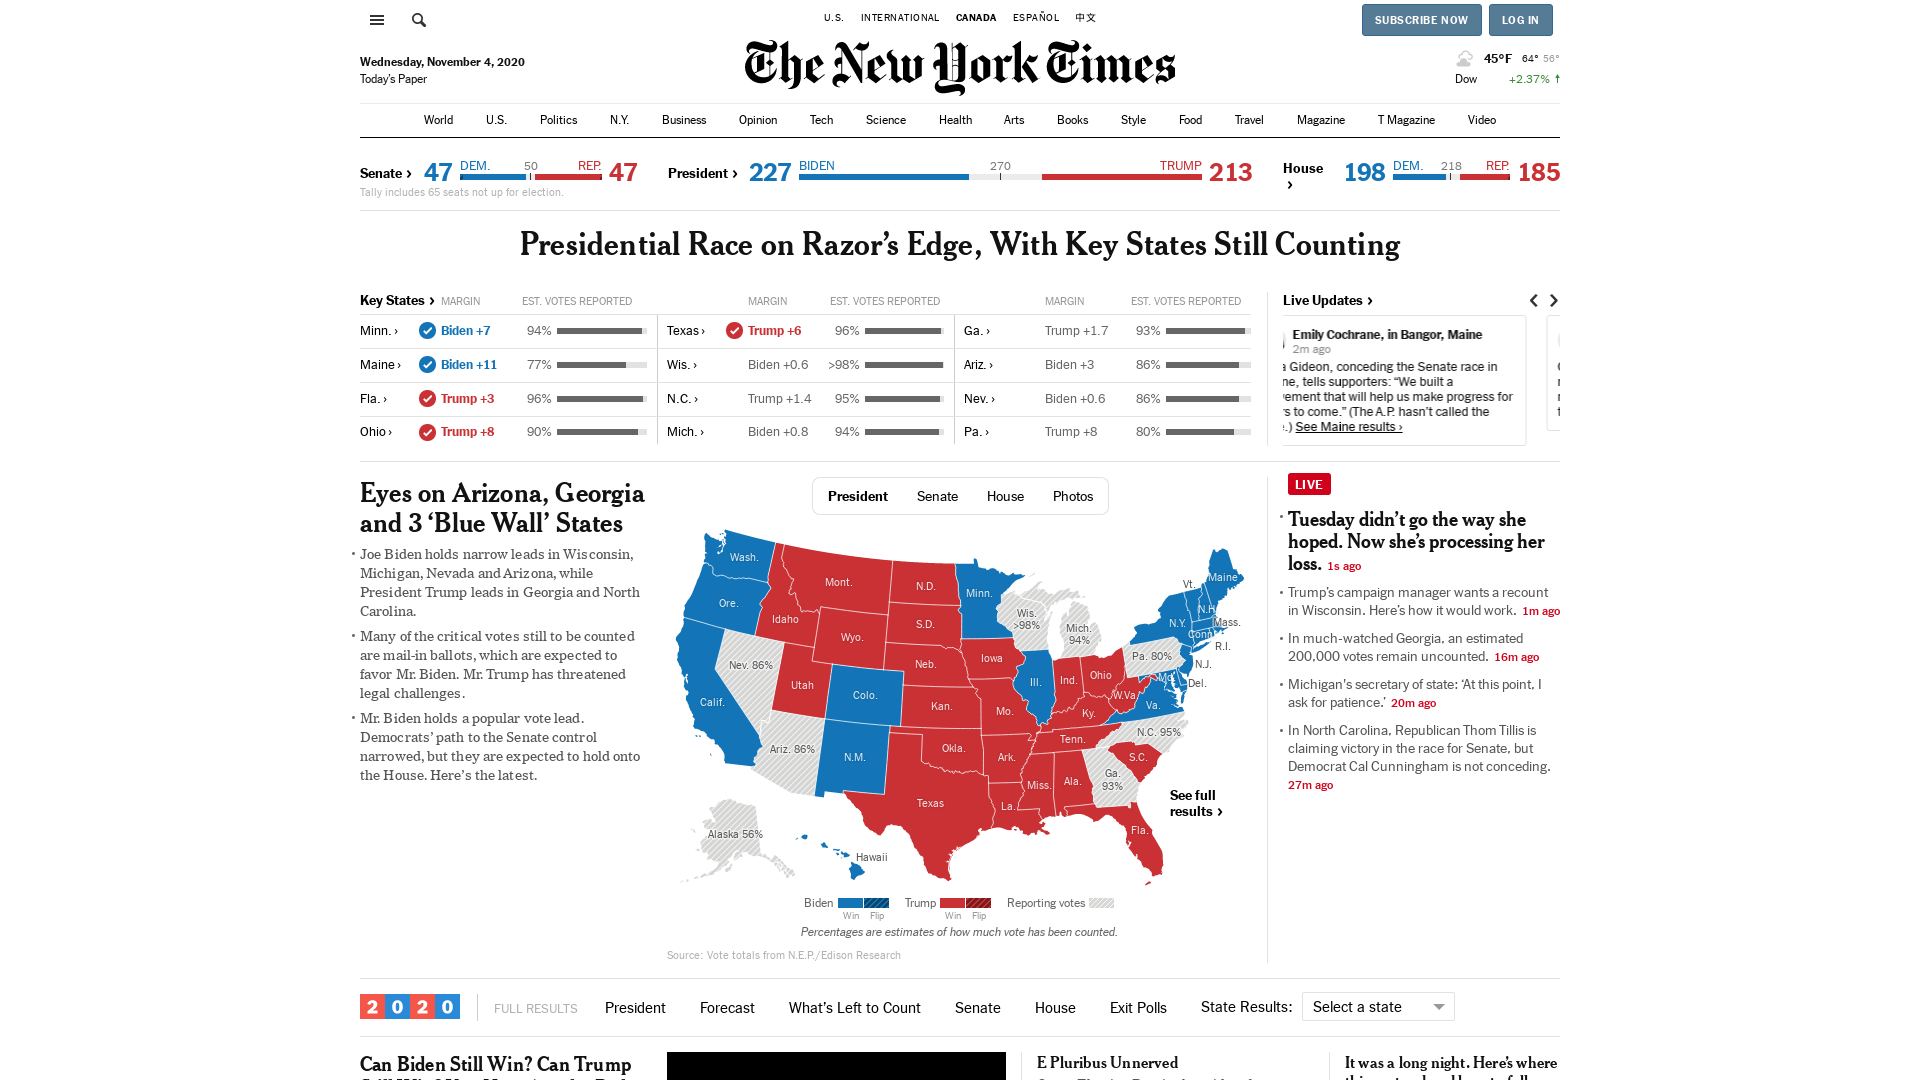 U.S. INTERNATIONAL CANADA ESPAÑOL 中文
SUBSCRIBE NOW LOG IN
Wednesday, November 4, 2020
Today's Paper
The New York Times
45°F 64° 56°
Dow +2.37% ↑
World U.S. Politics N.Y. Business Opinion Tech Science Health Arts Books Style Food Travel Magazine T Magazine Video
Senate › 47 DEM. 50 REP. 47
Tally includes 65 seats not up for election.
President › 227 BIDEN 270 TRUMP 213
House › 198 DEM. 218 REP. 185
Presidential Race on Razor's Edge, With Key States Still Counting
Key States › MARGIN EST. VOTES REPORTED MARGIN EST. VOTES REPORTED MARGIN EST. VOTES REPORTED
Minn. › Biden +7 94% Texas › Trump +6 96% Ga. › Trump +1.7 93%
Maine › Biden +11 77% Wis. › Biden +0.6 >98% Ariz. › Biden +3 86%
Fla. › Trump +3 96% N.C. › Trump +1.4 95% Nev. › Biden +0.6 86%
Ohio › Trump +8 90% Mich. › Biden +0.8 94% Pa. › Trump +8 80%
Live Updates ›
Emily Cochrane, in Bangor, Maine
2m ago
a Gideon, conceding the Senate race in
ne, tells supporters: “We built a
vement that will help us make progress for
rs to come.” (The A.P. hasn't called the
e.) See Maine results ›
Eyes on Arizona, Georgia
and 3 ‘Blue Wall’ States
• Joe Biden holds narrow leads in Wisconsin,
Michigan, Nevada and Arizona, while
President Trump leads in Georgia and North
Carolina.
• Many of the critical votes still to be counted
are mail-in ballots, which are expected to
favor Mr. Biden. Mr. Trump has threatened
legal challenges.
• Mr. Biden holds a popular vote lead.
Democrats’ path to the Senate control
narrowed, but they are expected to hold onto
the House. Here’s the latest.
President Senate House Photos
Wash.
Mont.
N.D.
Minn.
Vt.
Maine
Ore.
Idaho
S.D.
Wis.
>98%
Mich.
94%
N.Y.
N.H.
Mass.
Conn.
R.I.
Wyo.
Iowa
Pa. 80%
N.J.
Nev. 86%
Neb.
Utah
Ill.
Ind.
Ohio
Md.
Del.
Calif.
Colo.
Kan.
Mo.
W.Va.
Va.
Ky.
Ariz. 86%
N.M.
Okla.
Ark.
Tenn.
N.C. 95%
S.C.
Texas
La.
Miss.
Ala.
Ga.
93%
Fla.
Alaska 56%
Hawaii
See full
results ›
Biden Trump Reporting votes
Win Flip Win Flip
Percentages are estimates of how much vote has been counted.
Source: Vote totals from N.E.P./Edison Research
LIVE
• Tuesday didn’t go the way she
hoped. Now she’s processing her
loss. 1s ago
• Trump’s campaign manager wants a recount
in Wisconsin. Here’s how it would work. 1m ago
• In much-watched Georgia, an estimated
200,000 votes remain uncounted. 16m ago
• Michigan's secretary of state: ‘At this point, I
ask for patience.’ 20m ago
• In North Carolina, Republican Thom Tillis is
claiming victory in the race for Senate, but
Democrat Cal Cunningham is not conceding.
27m ago
2020 FULL RESULTS President Forecast What’s Left to Count Senate House Exit Polls State Results: Select a state
Can Biden Still Win? Can Trump
E Pluribus Unnerved
It was a long night. Here’s where